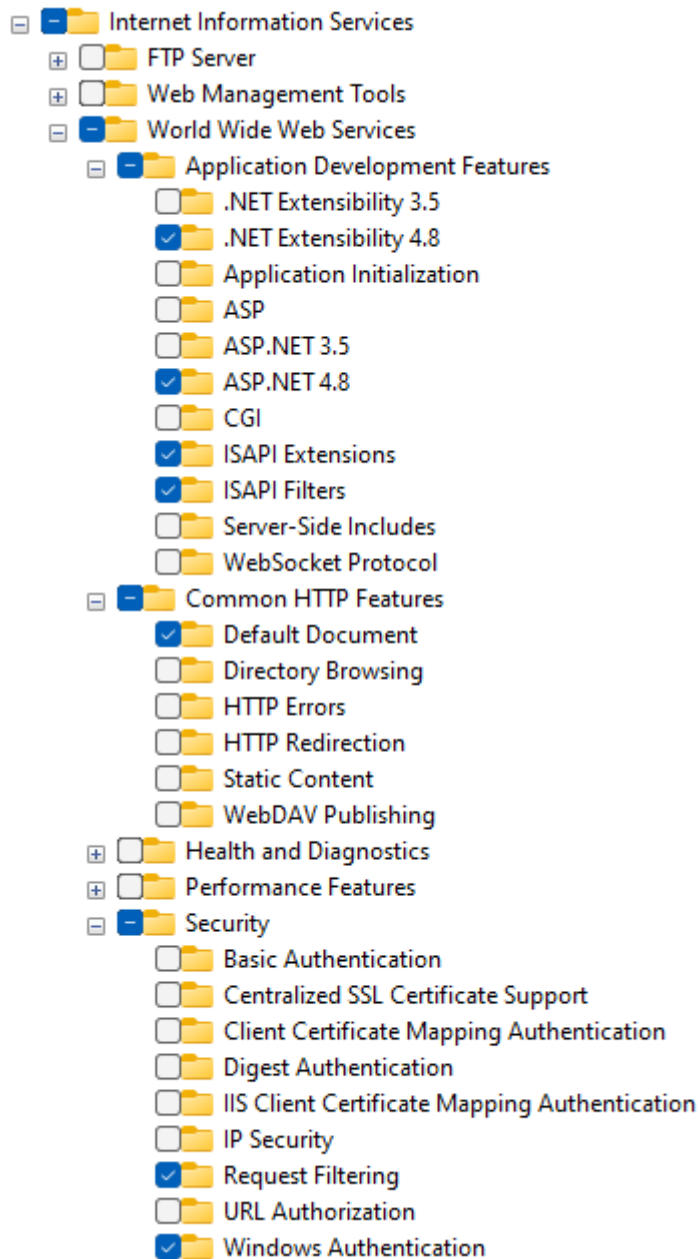 Internet Information Services
FTP Server
Web Management Tools
World Wide Web Services
Application Development Features
.NET Extensibility 3.5
.NET Extensibility 4.8
Application Initialization
ASP
ASP.NET 3.5
ASP.NET 4.8
CGI
ISAPI Extensions
ISAPI Filters
Server-Side Includes
WebSocket Protocol
Common HTTP Features
Default Document
Directory Browsing
HTTP Errors
HTTP Redirection
Static Content
WebDAV Publishing
Health and Diagnostics
Performance Features
Security
Basic Authentication
Centralized SSL Certificate Support
Client Certificate Mapping Authentication
Digest Authentication
IIS Client Certificate Mapping Authentication
IP Security
Request Filtering
URL Authorization
Windows Authentication